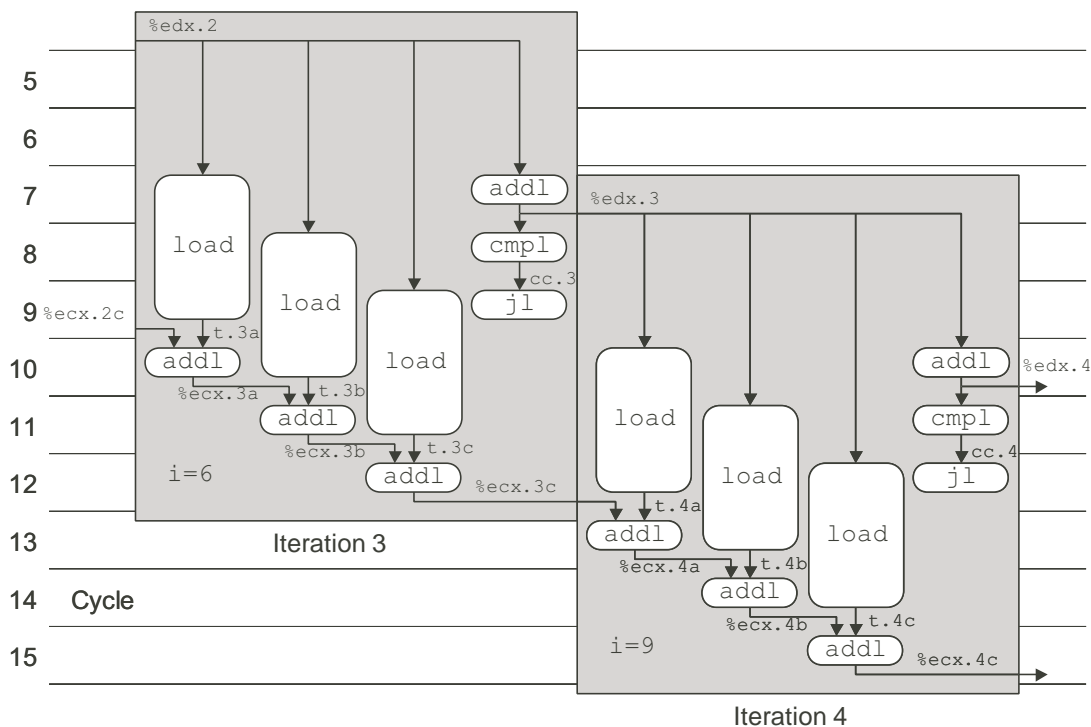 %edx.2
5
6
7 addl %edx.3
8 load cmpl
load cc.3
9 %ecx.2c t.3a jl
10 addl load addl %edx.4
%ecx.3a t.3b
11 addl load cmpl
%ecx.3b t.3c load cc.4
12 i=6 addl %ecx.3c jl
t.4a load
13 Iteration 3 addl
%ecx.4a t.4b
14 Cycle addl
%ecx.4b t.4c
15 i=9 addl
%ecx.4c
Iteration 4